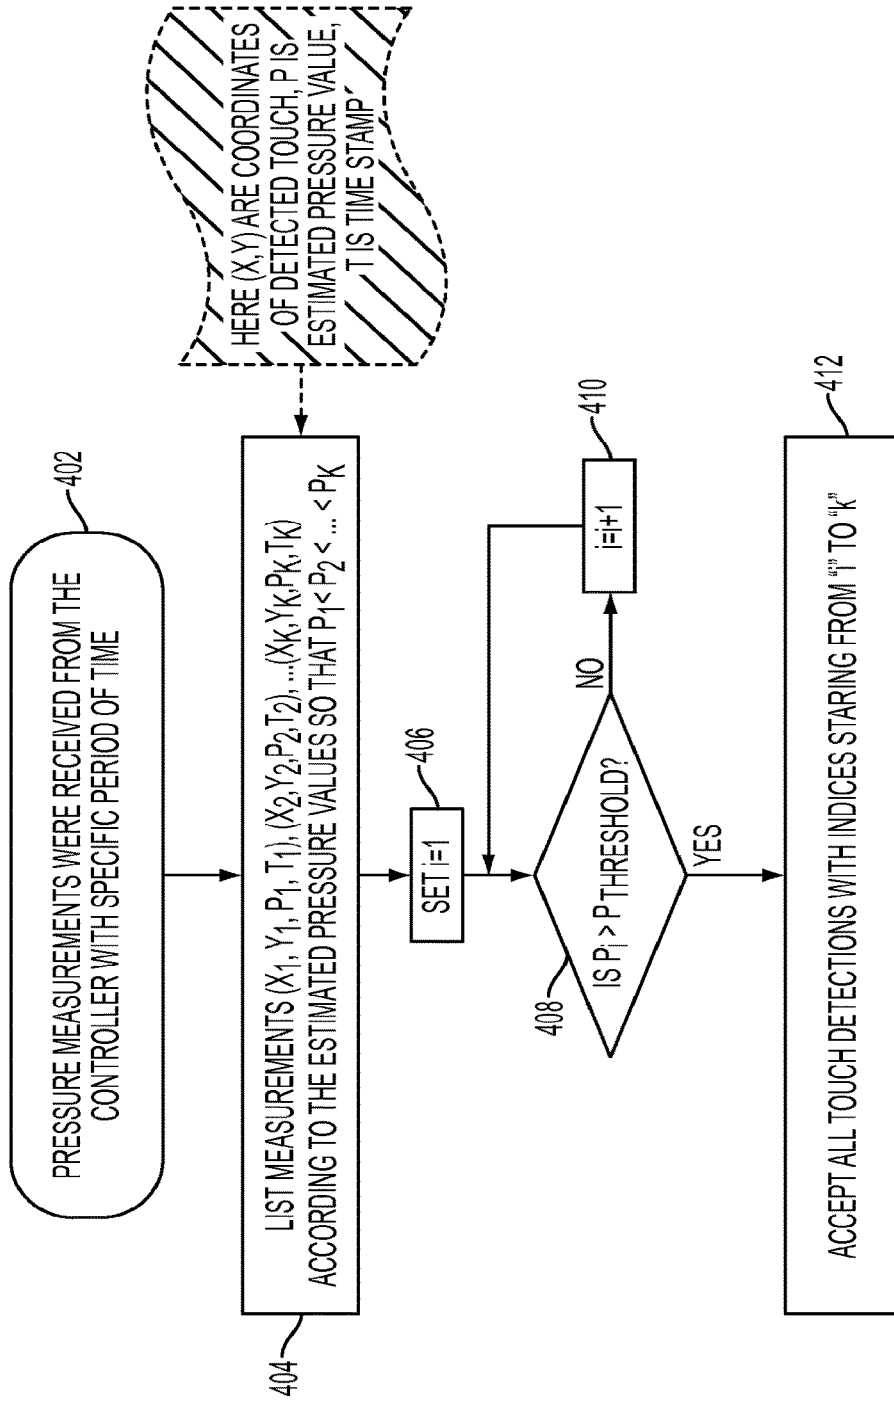 PRESSURE MEASUREMENTS WERE RECEIVED FROM THE
CONTROLLER WITH SPECIFIC PERIOD OF TIME
402
LIST MEASUREMENTS (X1, Y1, P1, T1), (X2,Y2,P2,T2), ...(XK,YK,PK,TK)
ACCORDING TO THE ESTIMATED PRESSURE VALUES SO THAT P1< P2 < ... < PK
404
HERE (X,Y) ARE COORDINATES
OF DETECTED TOUCH, P IS
ESTIMATED PRESSURE VALUE,
T IS TIME STAMP
SET i=1
406
IS Pi > PTHRESHOLD?
408
NO
i=i+1
410
YES
ACCEPT ALL TOUCH DETECTIONS WITH INDICES STARING FROM "i" TO "k"
412